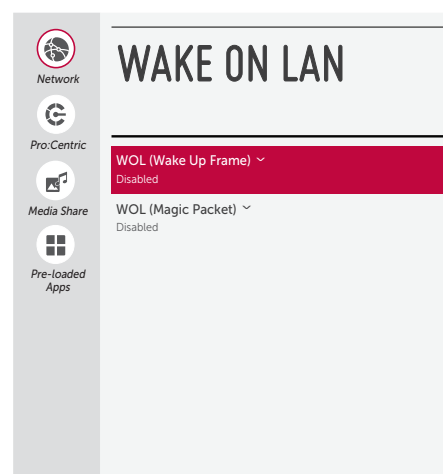 Network
Pro:Centric
Media Share
Pre-loaded
Apps
WAKE ON LAN
WOL (Wake Up Frame)
Disabled
WOL (Magic Packet)
Disabled